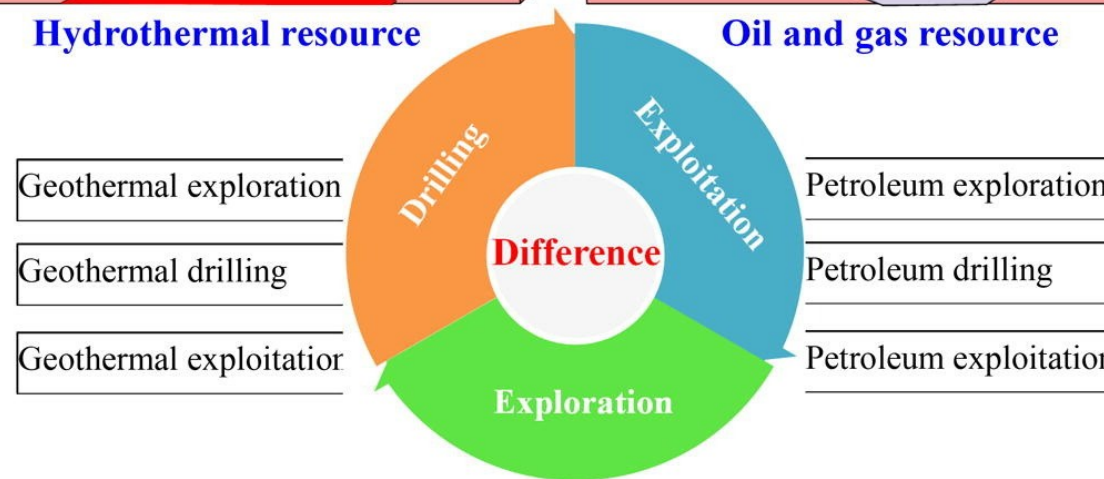 Hydrothermal resource
Oil and gas resource
Drilling
Exploitation
Geothermal exploration
Petroleum exploration
Difference
Geothermal drilling
Petroleum drilling
Geothermal exploitation
Petroleum exploitation
Exploration